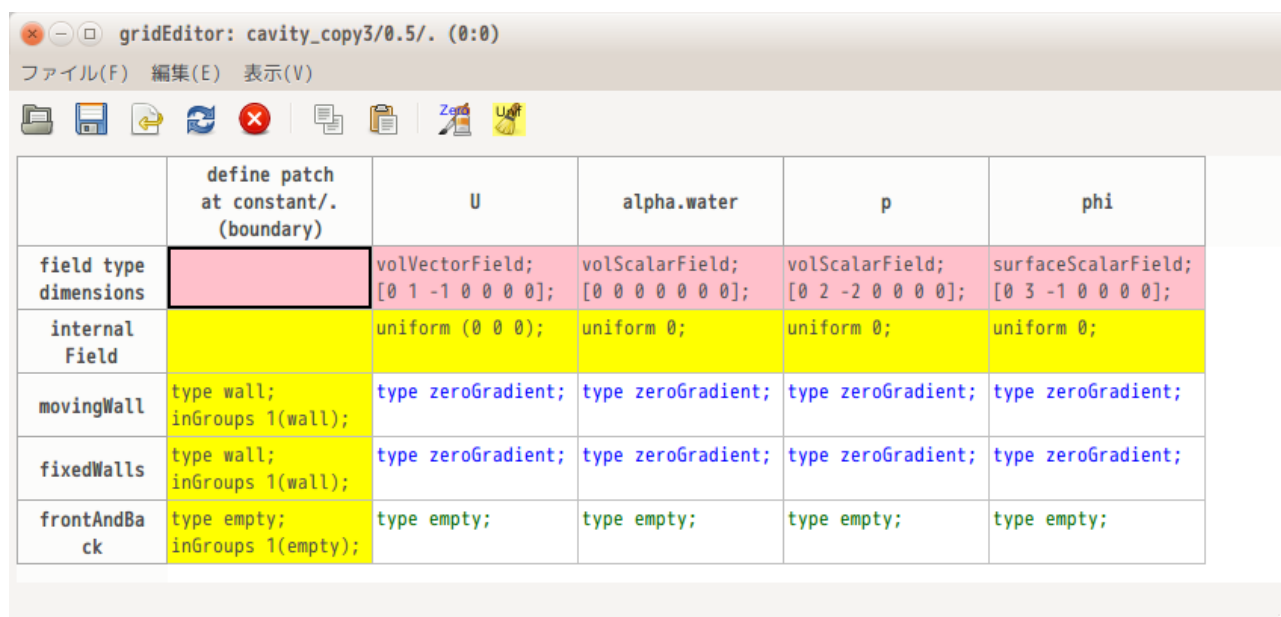 gridEditor: cavity_copy3/0.5/. (0:0)
ファイル(F) 編集(E) 表示(V)
Zero
Unif
define patch
at constant/.
(boundary)
U
alpha.water
p
phi
field type
dimensions
volVectorField;
[0 1 -1 0 0 0 0];
volScalarField;
[0 0 0 0 0 0 0];
volScalarField;
[0 2 -2 0 0 0 0];
surfaceScalarField;
[0 3 -1 0 0 0 0];
internal
Field
uniform (0 0 0);
uniform 0;
uniform 0;
uniform 0;
movingWall
type wall;
inGroups 1(wall);
type zeroGradient;
type zeroGradient;
type zeroGradient;
type zeroGradient;
fixedWalls
type wall;
inGroups 1(wall);
type zeroGradient;
type zeroGradient;
type zeroGradient;
type zeroGradient;
frontAndBa
ck
type empty;
inGroups 1(empty);
type empty;
type empty;
type empty;
type empty;